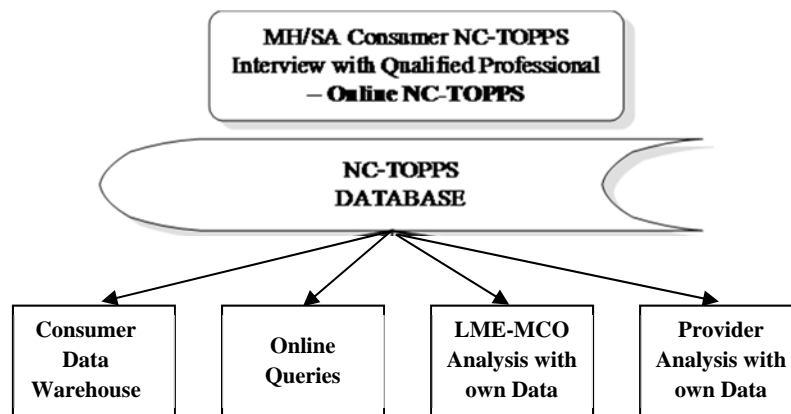 MH/SA Consumer NC-TOPPS
Interview with Qualified Professional
– Online NC-TOPPS
NC-TOPPS
DATABASE
Consumer
Data
Warehouse
Online
Queries
LME-MCO
Analysis with
own Data
Provider
Analysis with
own Data